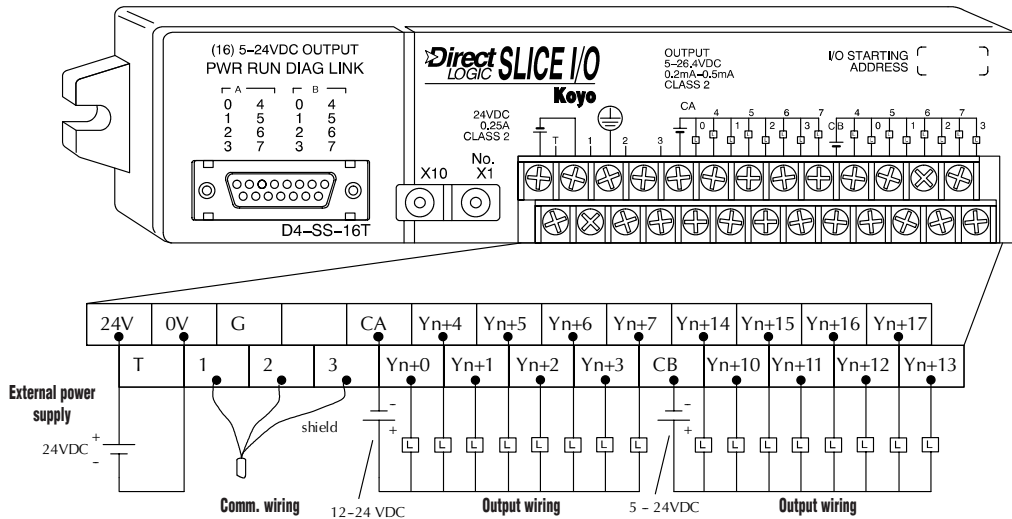 (16) 5–24VDC OUTPUT
PWR RUN DIAG LINK
A B
0 4 0 4
1 5 1 5
2 6 2 6
3 7 3 7
D4–SS–16T
Direct LOGIC SLICE I/O
Koyo
X10 No. X1
24VDC
0.25A
CLASS 2
OUTPUT
5–26.4VDC
0.2mA–0.5mA
CLASS 2
I/O STARTING
ADDRESS
CA 4 5 6 7 4 5 6 7
0 1 2 3 CB 0 1 2 3
T 1 2 3
L L L L L L L L L L L L L L L L
24V 0V G CA Yn+4 Yn+5 Yn+6 Yn+7 Yn+14 Yn+15 Yn+16 Yn+17
T 1 2 3 Yn+0 Yn+1 Yn+2 Yn+3 CB Yn+10 Yn+11 Yn+12 Yn+13
External power
supply
24VDC
+
-
shield
-
+
-
+
L L L L L L L L L L L L L L L L
Comm. wiring
12–24 VDC
Output wiring
5 – 24VDC
Output wiring